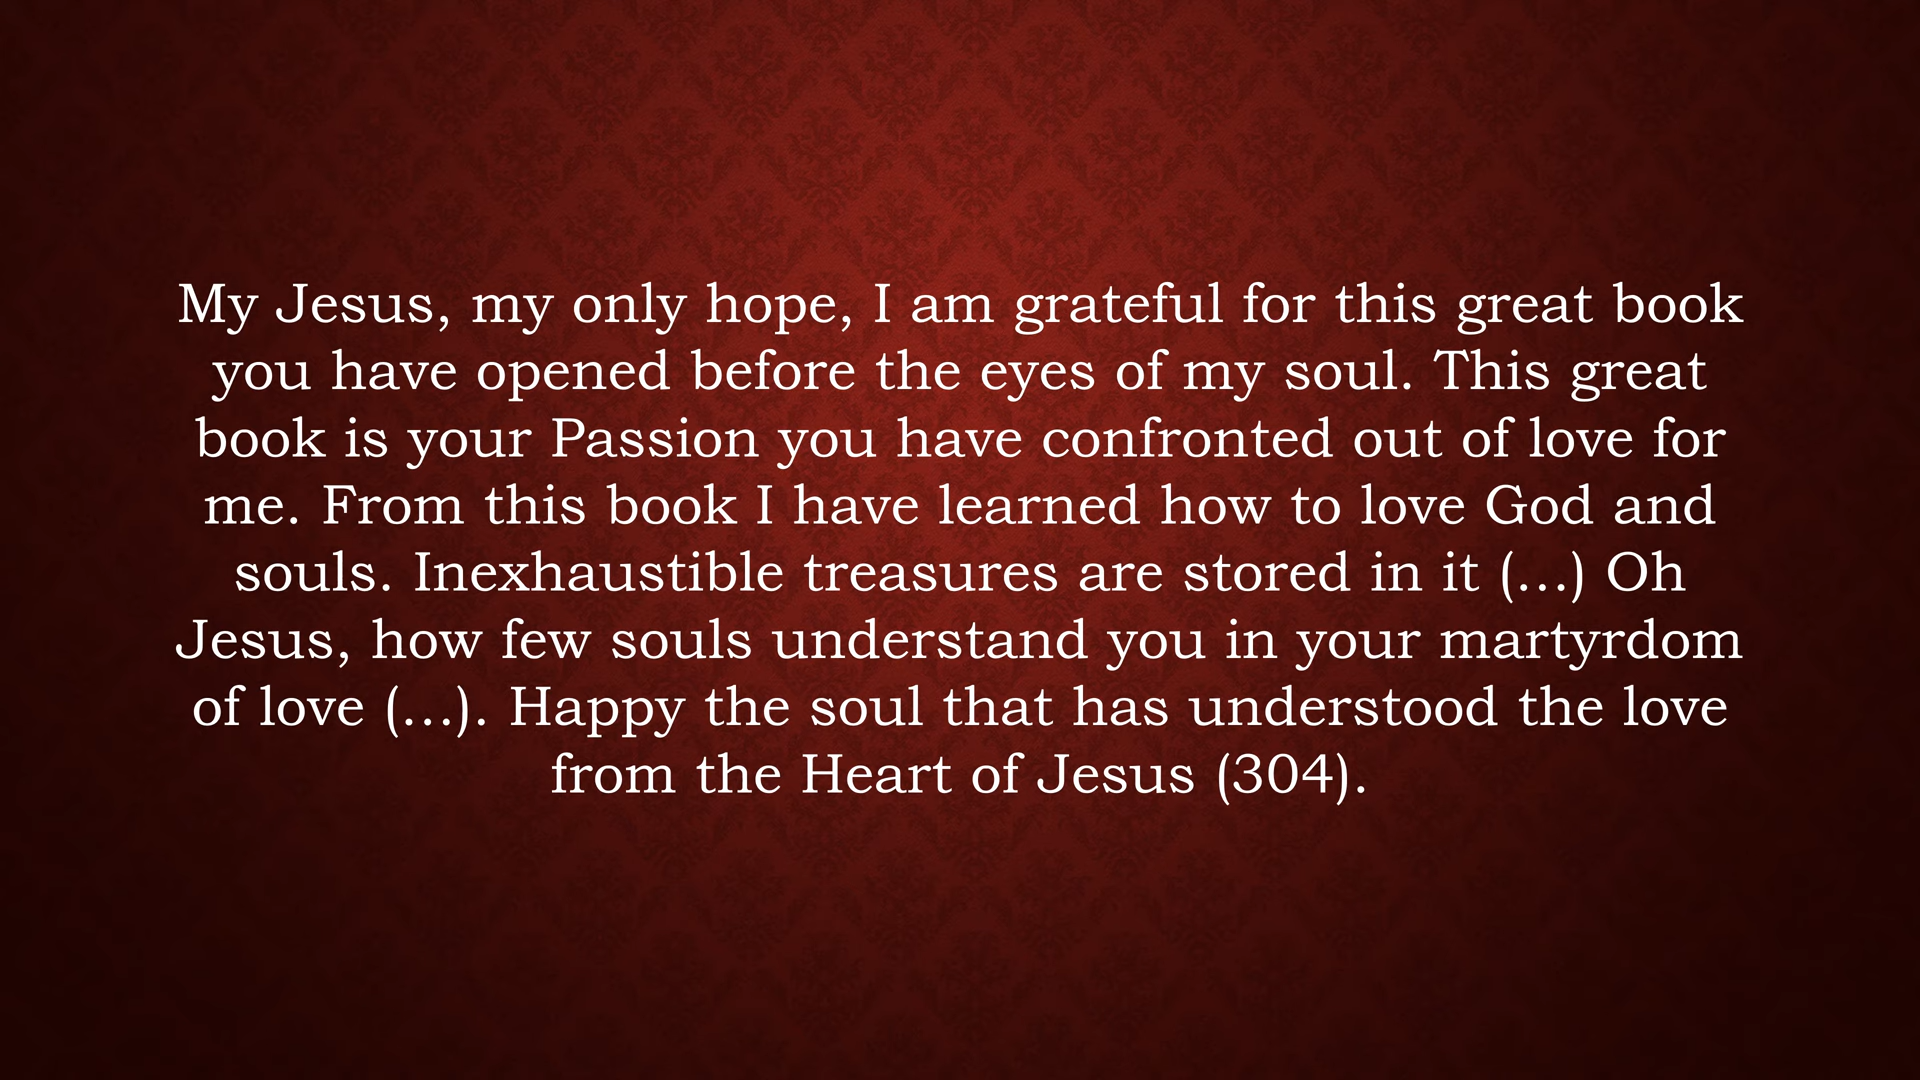 My Jesus, my only hope, I am grateful for this great book
you have opened before the eyes of my soul. This great
book is your Passion you have confronted out of love for
me. From this book I have learned how to love God and
souls. Inexhaustible treasures are stored in it (…) Oh
Jesus, how few souls understand you in your martyrdom
of love (…). Happy the soul that has understood the love
from the Heart of Jesus (304).